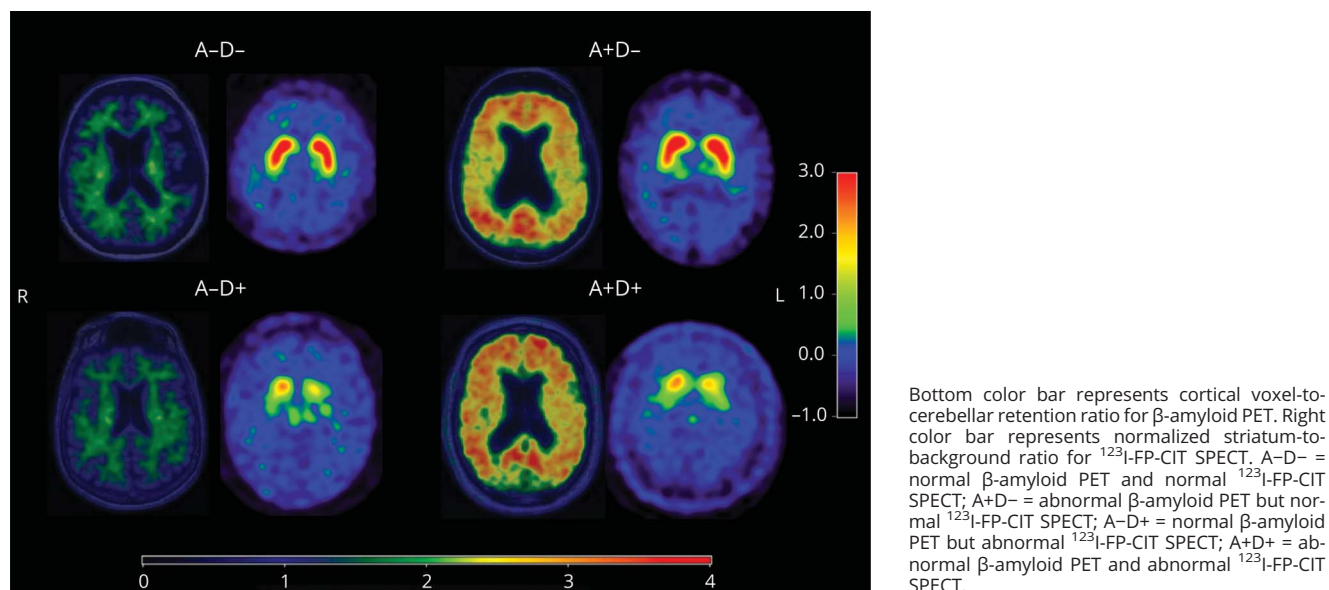 A−D−
A+D−
3.0
2.0
R
A−D+
A+D+
L
1.0
0.0
−1.0
0
1
2
3
4
Bottom color bar represents cortical voxel-to-
cerebellar retention ratio for β-amyloid PET. Right
color bar represents normalized striatum-to-
background ratio for ¹²³I-FP-CIT SPECT. A−D− =
normal β-amyloid PET and normal ¹²³I-FP-CIT
SPECT; A+D− = abnormal β-amyloid PET but nor-
mal ¹²³I-FP-CIT SPECT; A−D+ = normal β-amyloid
PET but abnormal ¹²³I-FP-CIT SPECT; A+D+ = ab-
normal β-amyloid PET and abnormal ¹²³I-FP-CIT
SPECT.